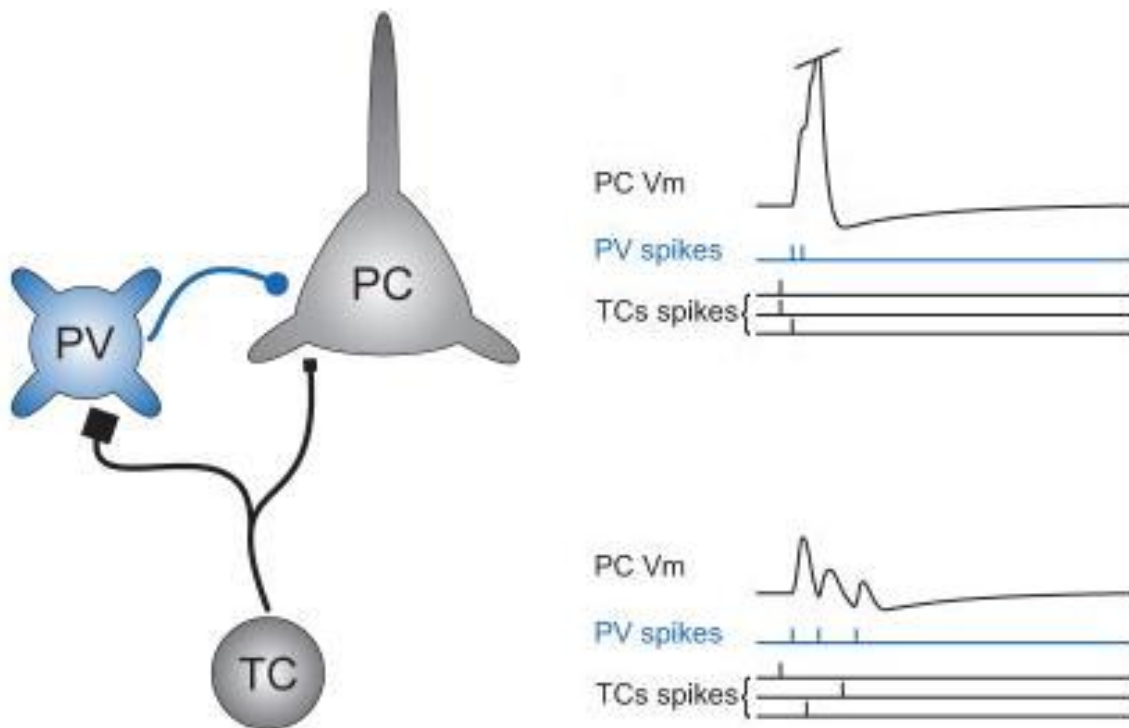 PC
PV
TC
PC Vm
PV spikes
TCs spikes
PC Vm
PV spikes
TCs spikes